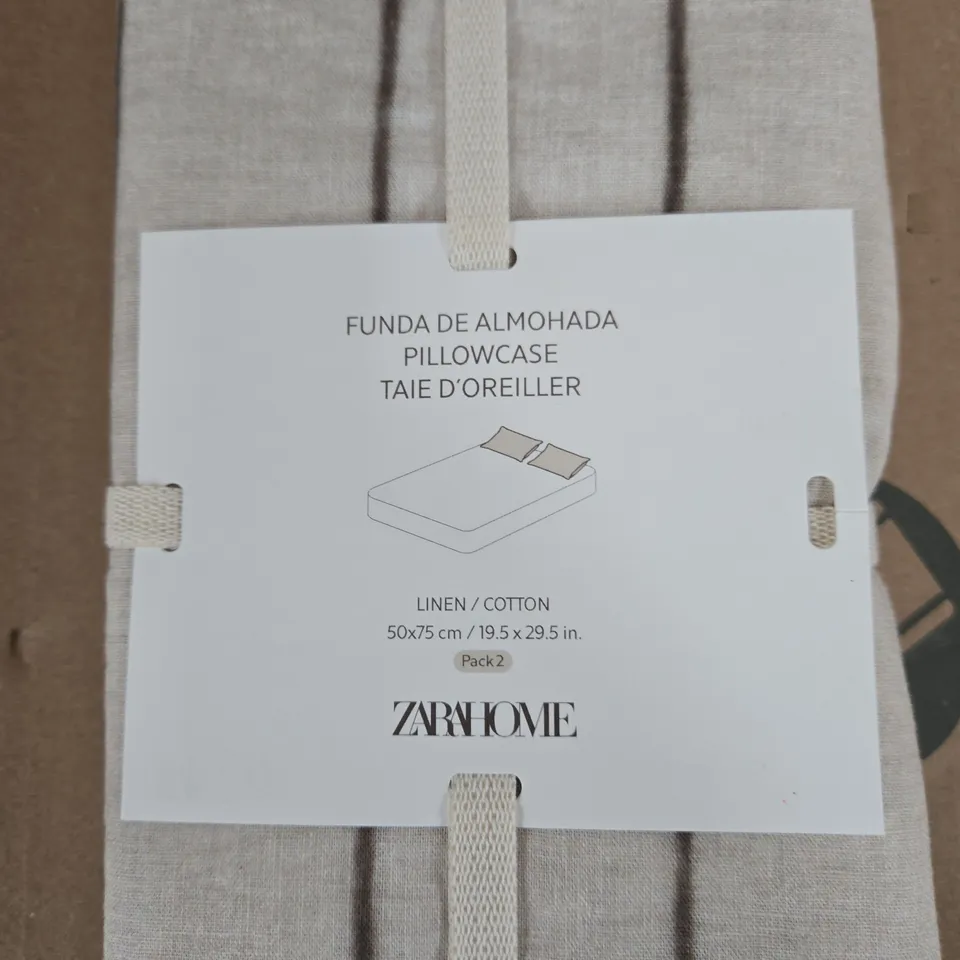 FUNDA DE ALMOHADA
PILLOWCASE
TAIE D'OREILLER
LINEN / COTTON
50x75 cm / 19.5 x 29.5 in.
Pack 2
ZARAHOME